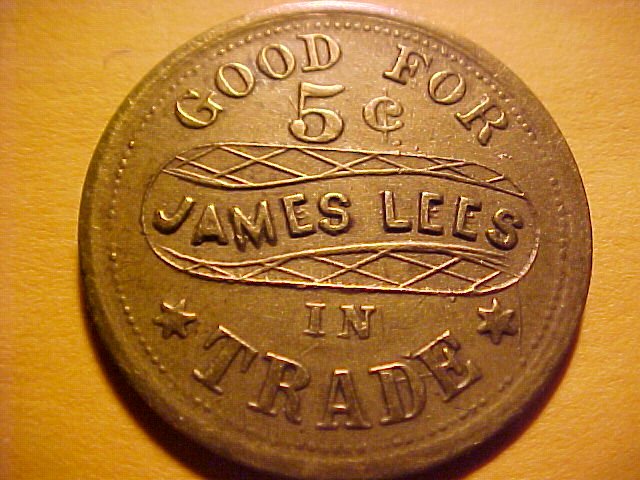 GOOD FOR
5 ¢
JAMES LEES
IN
TRADE